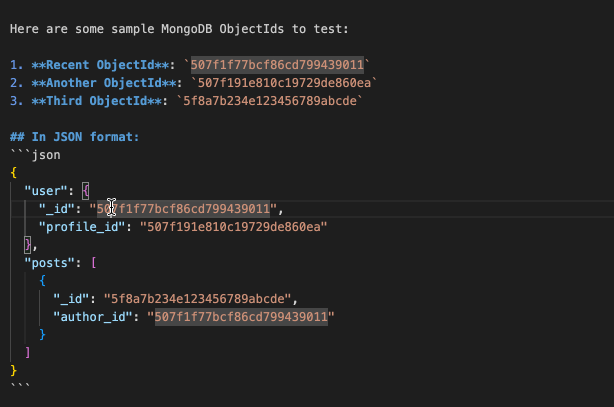 Here are some sample MongoDB ObjectIds to test:
1. **Recent ObjectId**: `507f1f77bcf86cd799439011`
2. **Another ObjectId**: `507f191e810c19729de860ea`
3. **Third ObjectId**: `5f8a7b234e123456789abcde`
## In JSON format:
```json
{
  "user": {
    "_id": "507f1f77bcf86cd799439011",
    "profile_id": "507f191e810c19729de860ea"
  },
  "posts": [
    {
      "_id": "5f8a7b234e123456789abcde",
      "author_id": "507f1f77bcf86cd799439011"
    }
  ]
}
```